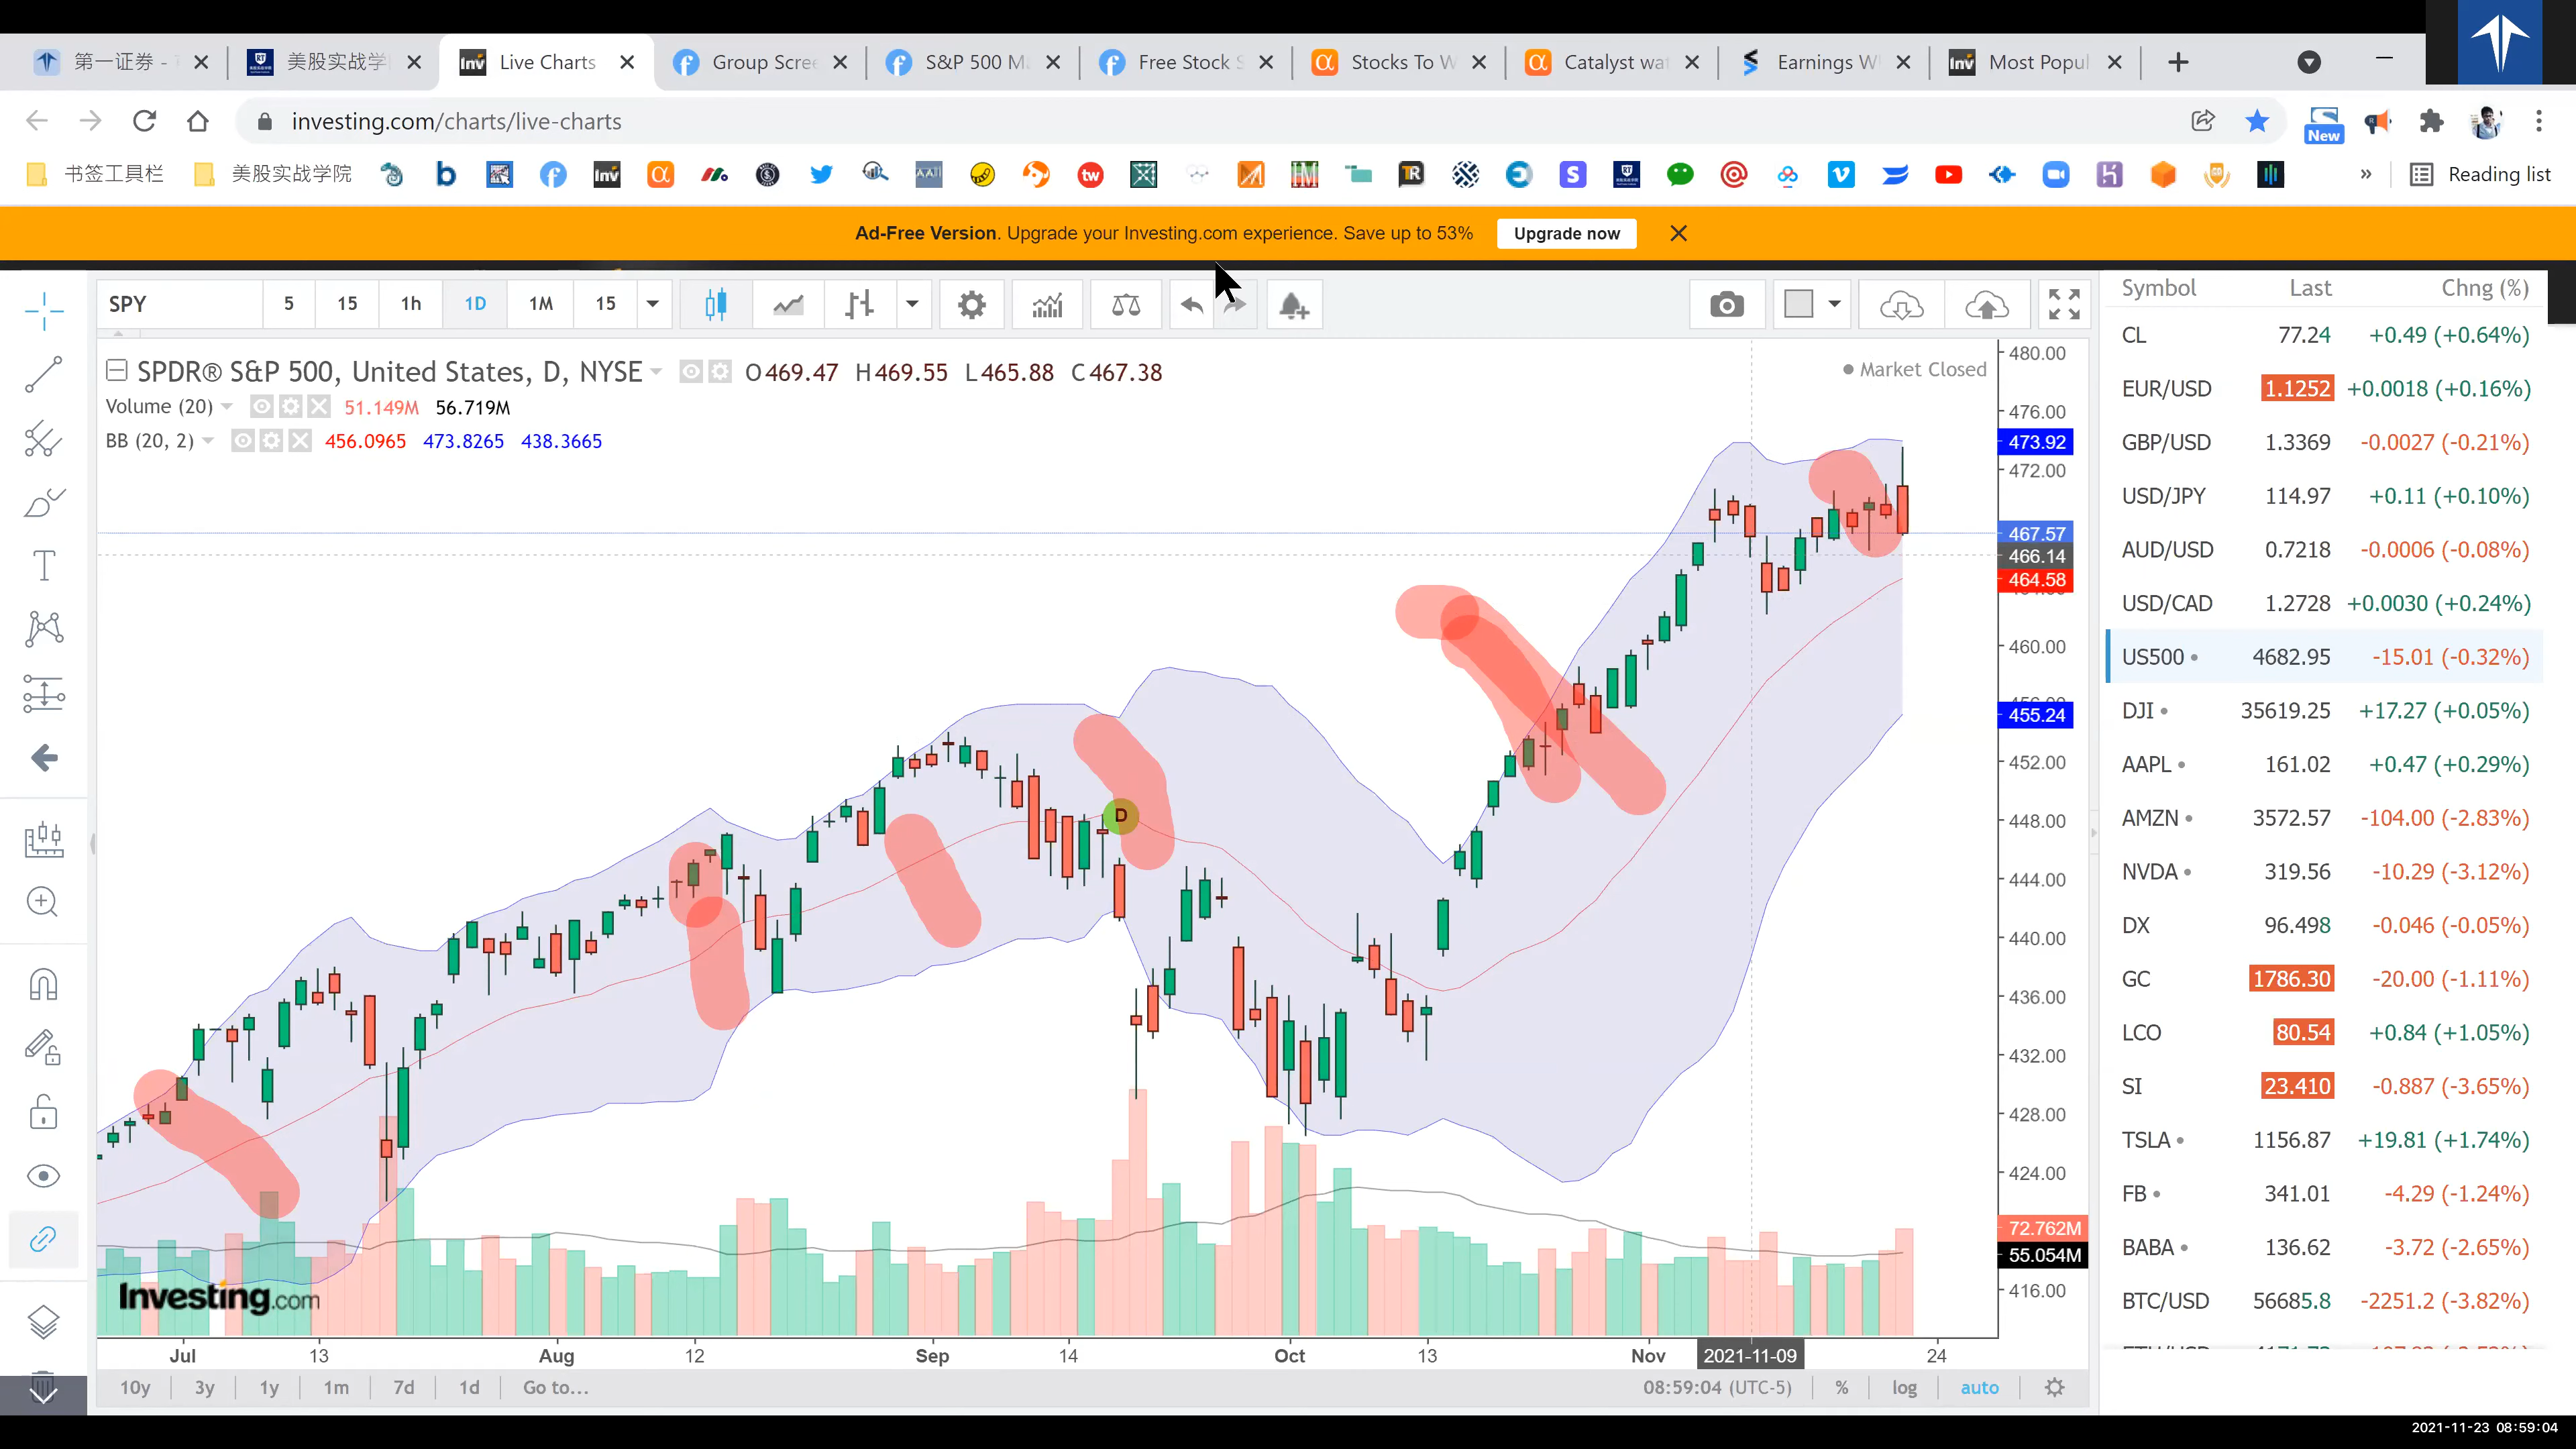 第一证券 -
美股实战学
Live Charts
Group Scree
S&P 500 M
Free Stock S
Stocks To W
Catalyst wat
Earnings W
Most Popul
investing.com/charts/live-charts
New
书签工具栏
美股实战学院
Reading list
Ad-Free Version. Upgrade your Investing.com experience. Save up to 53%
Upgrade now
SPY 5 15 1h 1D 1M 15
SPDR® S&P 500, United States, D, NYSE O469.47 H469.55 L465.88 C467.38
Market Closed
Volume (20) 51.149M 56.719M
BB (20, 2) 456.0965 473.8265 438.3665
480.00
476.00
473.92
472.00
467.57
466.14
464.58
460.00
455.24
452.00
448.00
444.00
440.00
436.00
432.00
428.00
424.00
72.762M
55.054M
416.00
D
Investing.com
Jul 13 Aug 12 Sep 14 Oct 13 Nov 2021-11-09 24
10y 3y 1y 1m 7d 1d Go to...
08:59:04 (UTC-5) % log auto
Symbol Last Chng (%)
CL 77.24 +0.49 (+0.64%)
EUR/USD 1.1252 +0.0018 (+0.16%)
GBP/USD 1.3369 -0.0027 (-0.21%)
USD/JPY 114.97 +0.11 (+0.10%)
AUD/USD 0.7218 -0.0006 (-0.08%)
USD/CAD 1.2728 +0.0030 (+0.24%)
US500 4682.95 -15.01 (-0.32%)
DJI 35619.25 +17.27 (+0.05%)
AAPL 161.02 +0.47 (+0.29%)
AMZN 3572.57 -104.00 (-2.83%)
NVDA 319.56 -10.29 (-3.12%)
DX 96.498 -0.046 (-0.05%)
GC 1786.30 -20.00 (-1.11%)
LCO 80.54 +0.84 (+1.05%)
SI 23.410 -0.887 (-3.65%)
TSLA 1156.87 +19.81 (+1.74%)
FB 341.01 -4.29 (-1.24%)
BABA 136.62 -3.72 (-2.65%)
BTC/USD 56685.8 -2251.2 (-3.82%)
2021-11-23 08:59:04